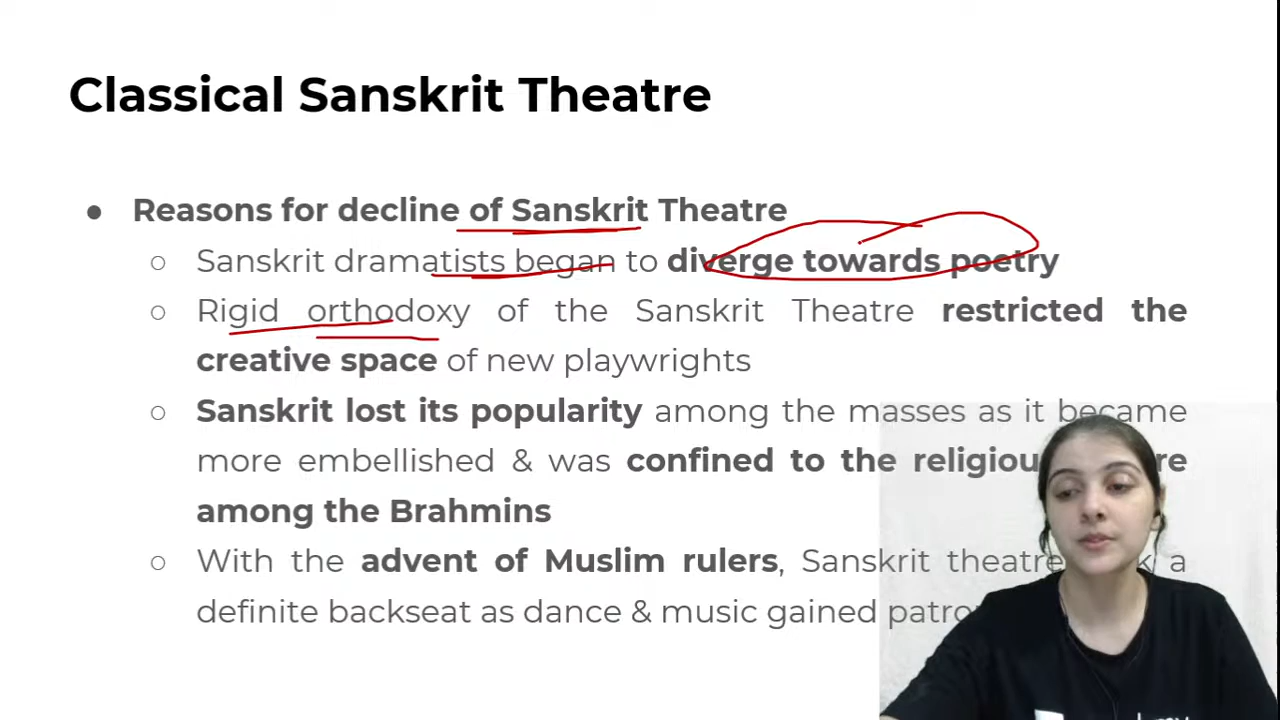 Classical Sanskrit Theatre
● Reasons for decline of Sanskrit Theatre
○ Sanskrit dramatists began to diverge towards poetry
○ Rigid orthodoxy of the Sanskrit Theatre restricted the
creative space of new playwrights
○ Sanskrit lost its popularity among the masses as it became
more embellished & was confined to the
among the Brahmins
○ With the advent of Muslim rulers, Sanskrit theatre a
definite backseat as dance & music gained